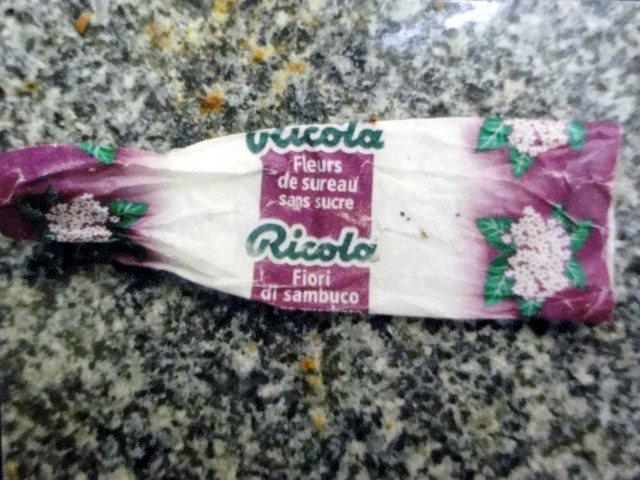 Ricola
Fleurs
de sureau
sans sucre
Ricola
Fiori
di sambuco